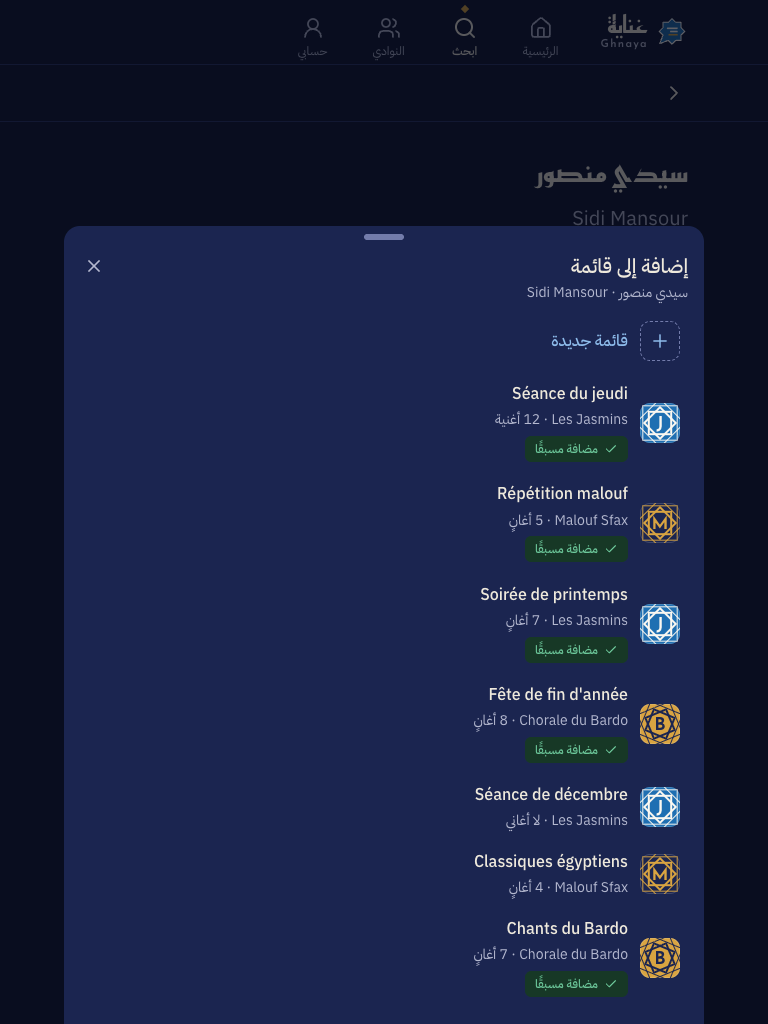 غناية
Ghnaya
الرئيسية
ابحث
النوادي
حسابي
سيدي منصور
Sidi Mansour
إضافة إلى قائمة
سيدي منصور · Sidi Mansour
قائمة جديدة
Séance du jeudi
Les Jasmins · 12 أغنية
مضافة مسبقًا
Répétition malouf
Malouf Sfax · 5 أغانٍ
مضافة مسبقًا
Soirée de printemps
Les Jasmins · 7 أغانٍ
مضافة مسبقًا
Fête de fin d'année
Chorale du Bardo · 8 أغانٍ
مضافة مسبقًا
Séance de décembre
Les Jasmins · لا أغاني
Classiques égyptiens
Malouf Sfax · 4 أغانٍ
Chants du Bardo
Chorale du Bardo · 7 أغانٍ
مضافة مسبقًا
J
M
J
B
J
M
B